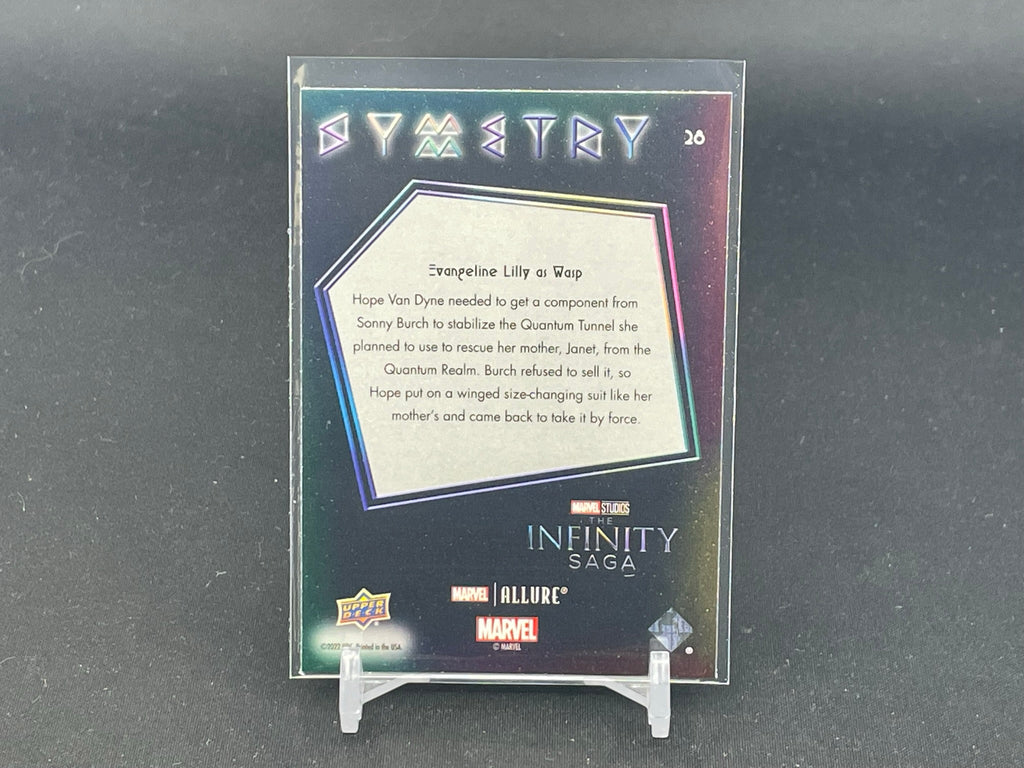 SYMMETRY
28
Evangeline Lilly as Wasp
Hope Van Dyne needed to get a component from
Sonny Burch to stabilize the Quantum Tunnel she
planned to use to rescue her mother, Janet, from the
Quantum Realm. Burch refused to sell it, so
Hope put on a winged size-changing suit like her
mother's and came back to take it by force.
MARVEL STUDIOS
THE
INFINITY
SAGA
MARVEL | ALLURE®
UPPER
DECK
MARVEL
©2022 Printed in the USA.
© MARVEL